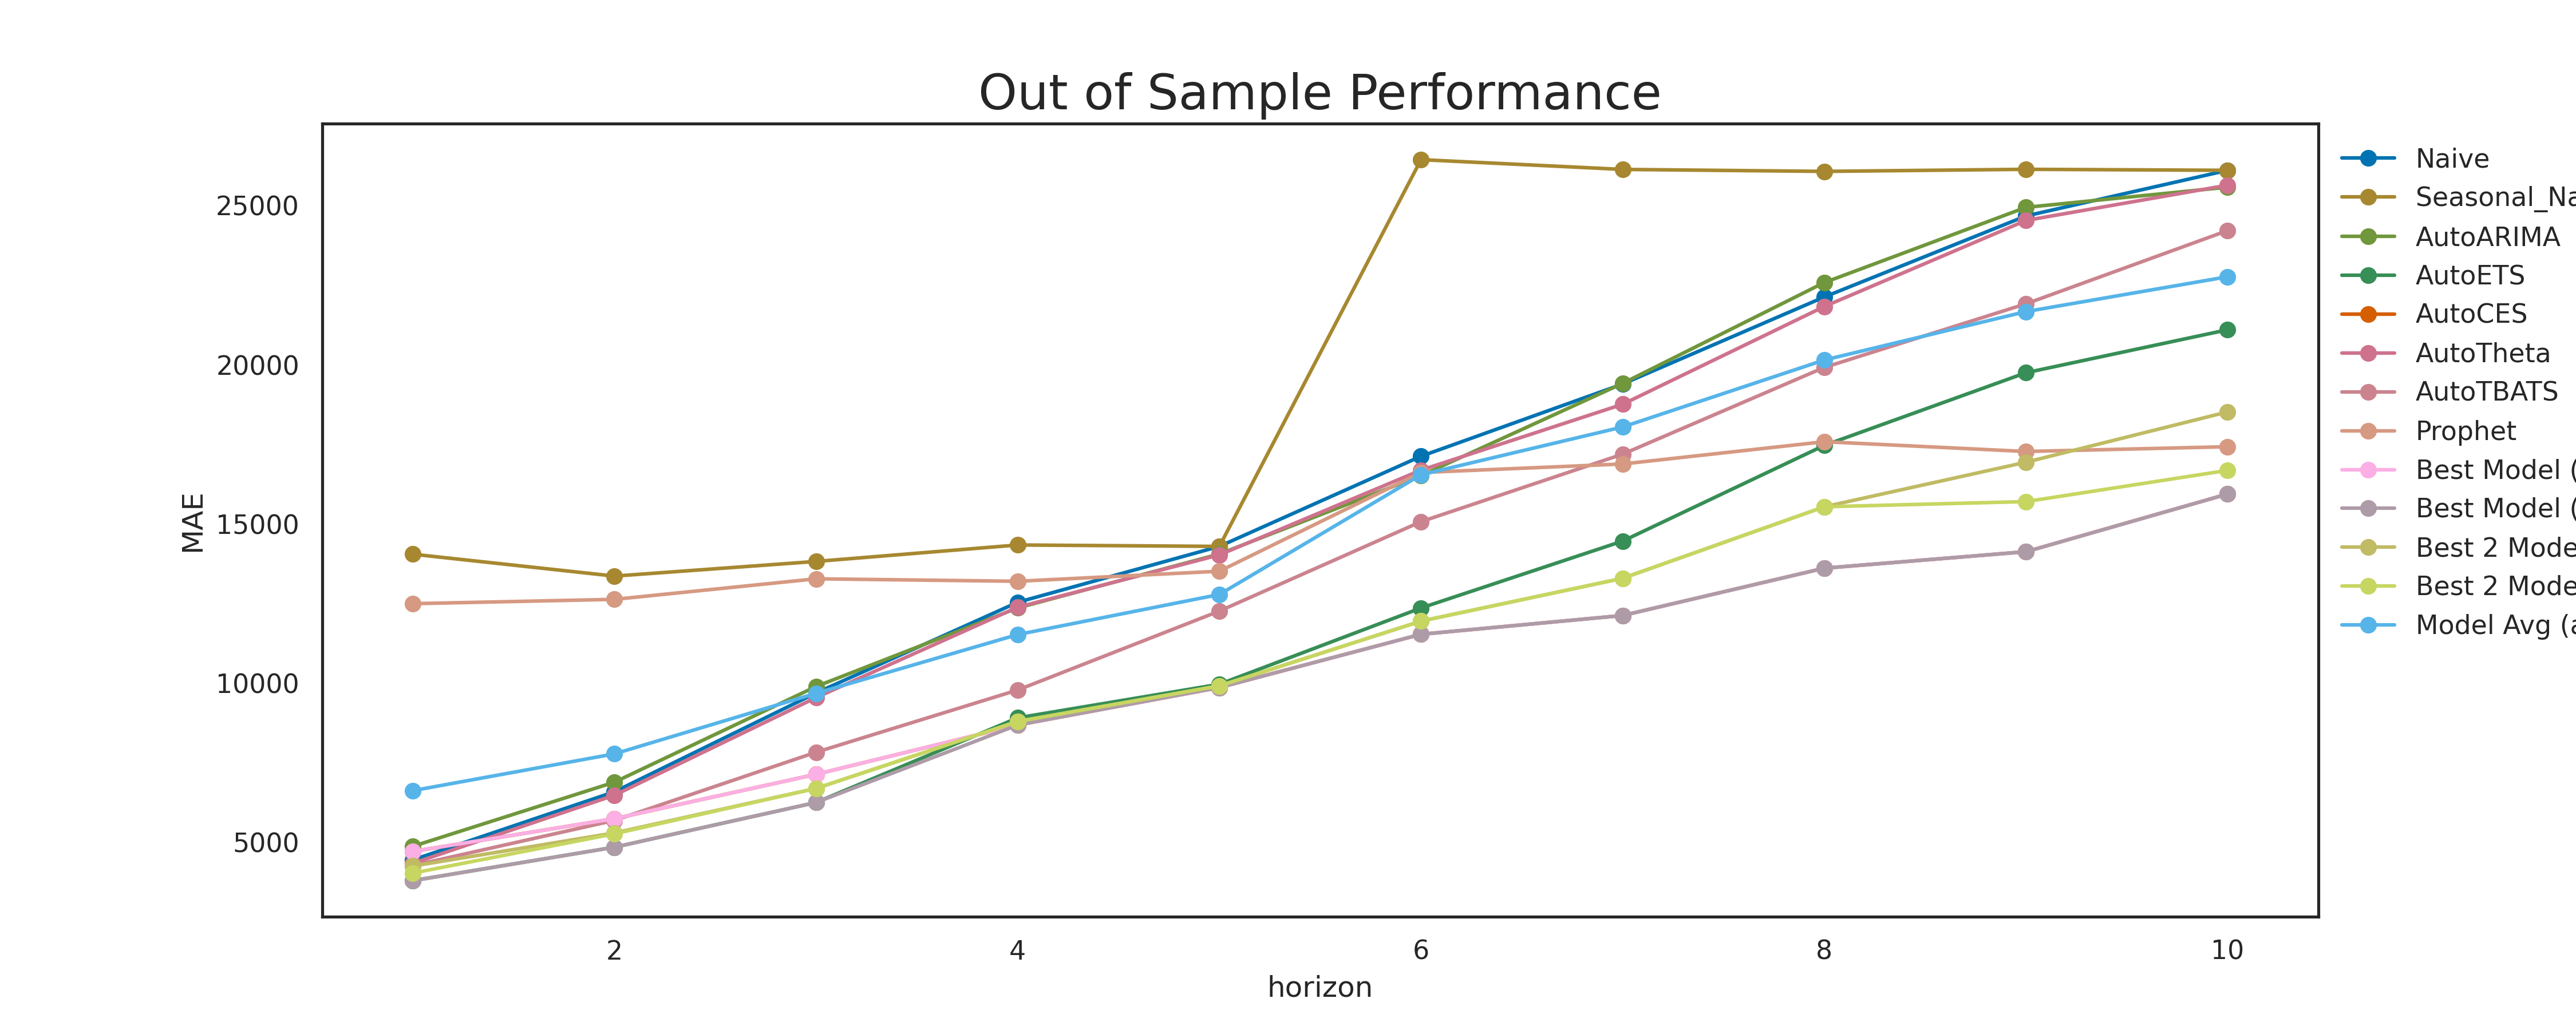 Out of Sample Performance
MAE
25000
20000
15000
10000
5000
2
4
6
8
10
horizon
Naive
Seasonal_Na
AutoARIMA
AutoETS
AutoCES
AutoTheta
AutoTBATS
Prophet
Best Model (
Best Model (
Best 2 Mode
Best 2 Mode
Model Avg (a